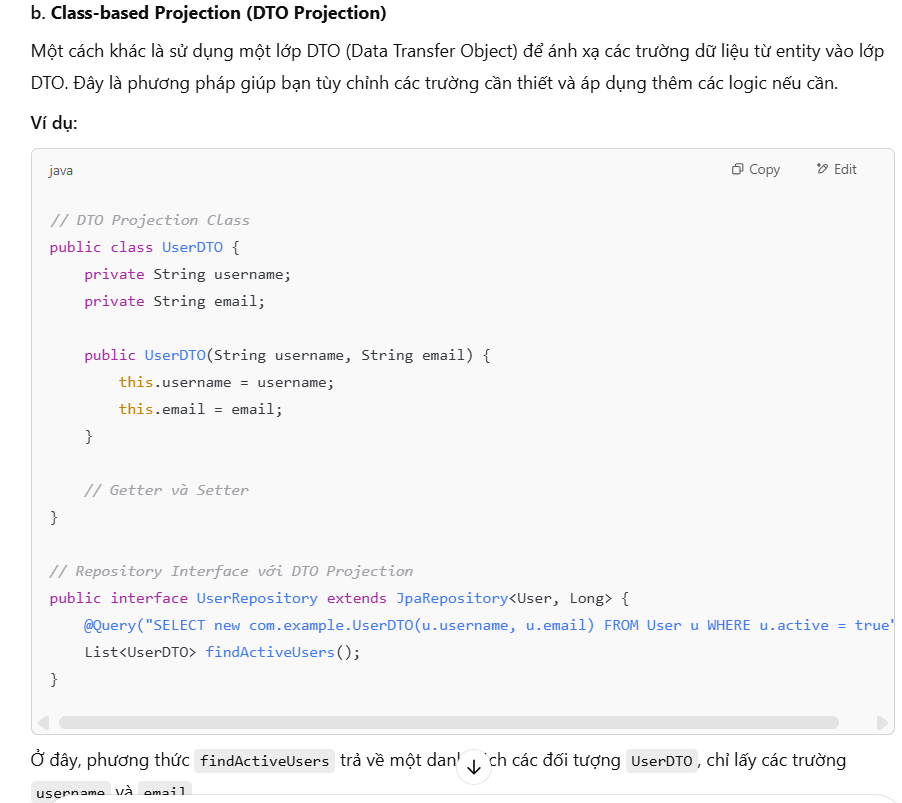 b. Class-based Projection (DTO Projection)
Một cách khác là sử dụng một lớp DTO (Data Transfer Object) để ánh xạ các trường dữ liệu từ entity vào lớp
DTO. Đây là phương pháp giúp bạn tùy chỉnh các trường cần thiết và áp dụng thêm các logic nếu cần.
Ví dụ:
java Copy Edit
// DTO Projection Class
public class UserDTO {
    private String username;
    private String email;
    public UserDTO(String username, String email) {
        this.username = username;
        this.email = email;
    }
    // Getter và Setter
}
// Repository Interface với DTO Projection
public interface UserRepository extends JpaRepository<User, Long> {
    @Query("SELECT new com.example.UserDTO(u.username, u.email) FROM User u WHERE u.active = true"
    List<UserDTO> findActiveUsers();
}
Ở đây, phương thức findActiveUsers trả về một các đối tượng UserDTO, chỉ lấy các trường
username và email